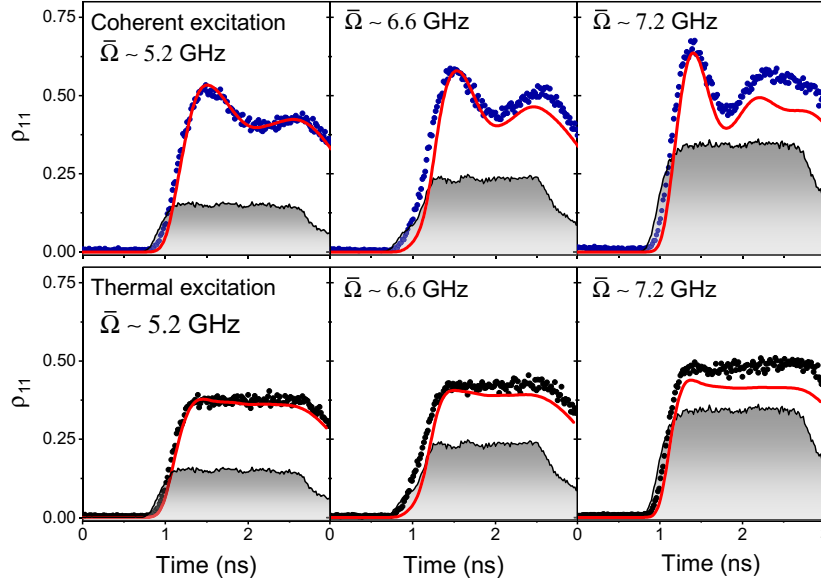 Coherent excitation
Ω̄ ~ 5.2 GHz
Ω̄ ~ 6.6 GHz
Ω̄ ~ 7.2 GHz
0.75
0.50
0.25
0.00
ρ11
Thermal excitation
Ω̄ ~ 5.2 GHz
Ω̄ ~ 6.6 GHz
Ω̄ ~ 7.2 GHz
0.75
0.50
0.25
0.00
ρ11
0 1 2 0 1 2 0 1 2
Time (ns) Time (ns) Time (ns)